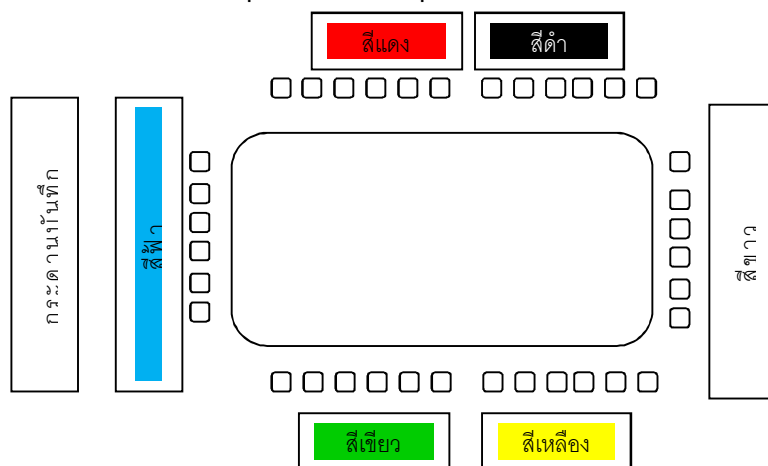 สีแดง
สีดำ
กระดานบันทึก
สีฟ้า
สีขาว
สีเขียว
สีเหลือง